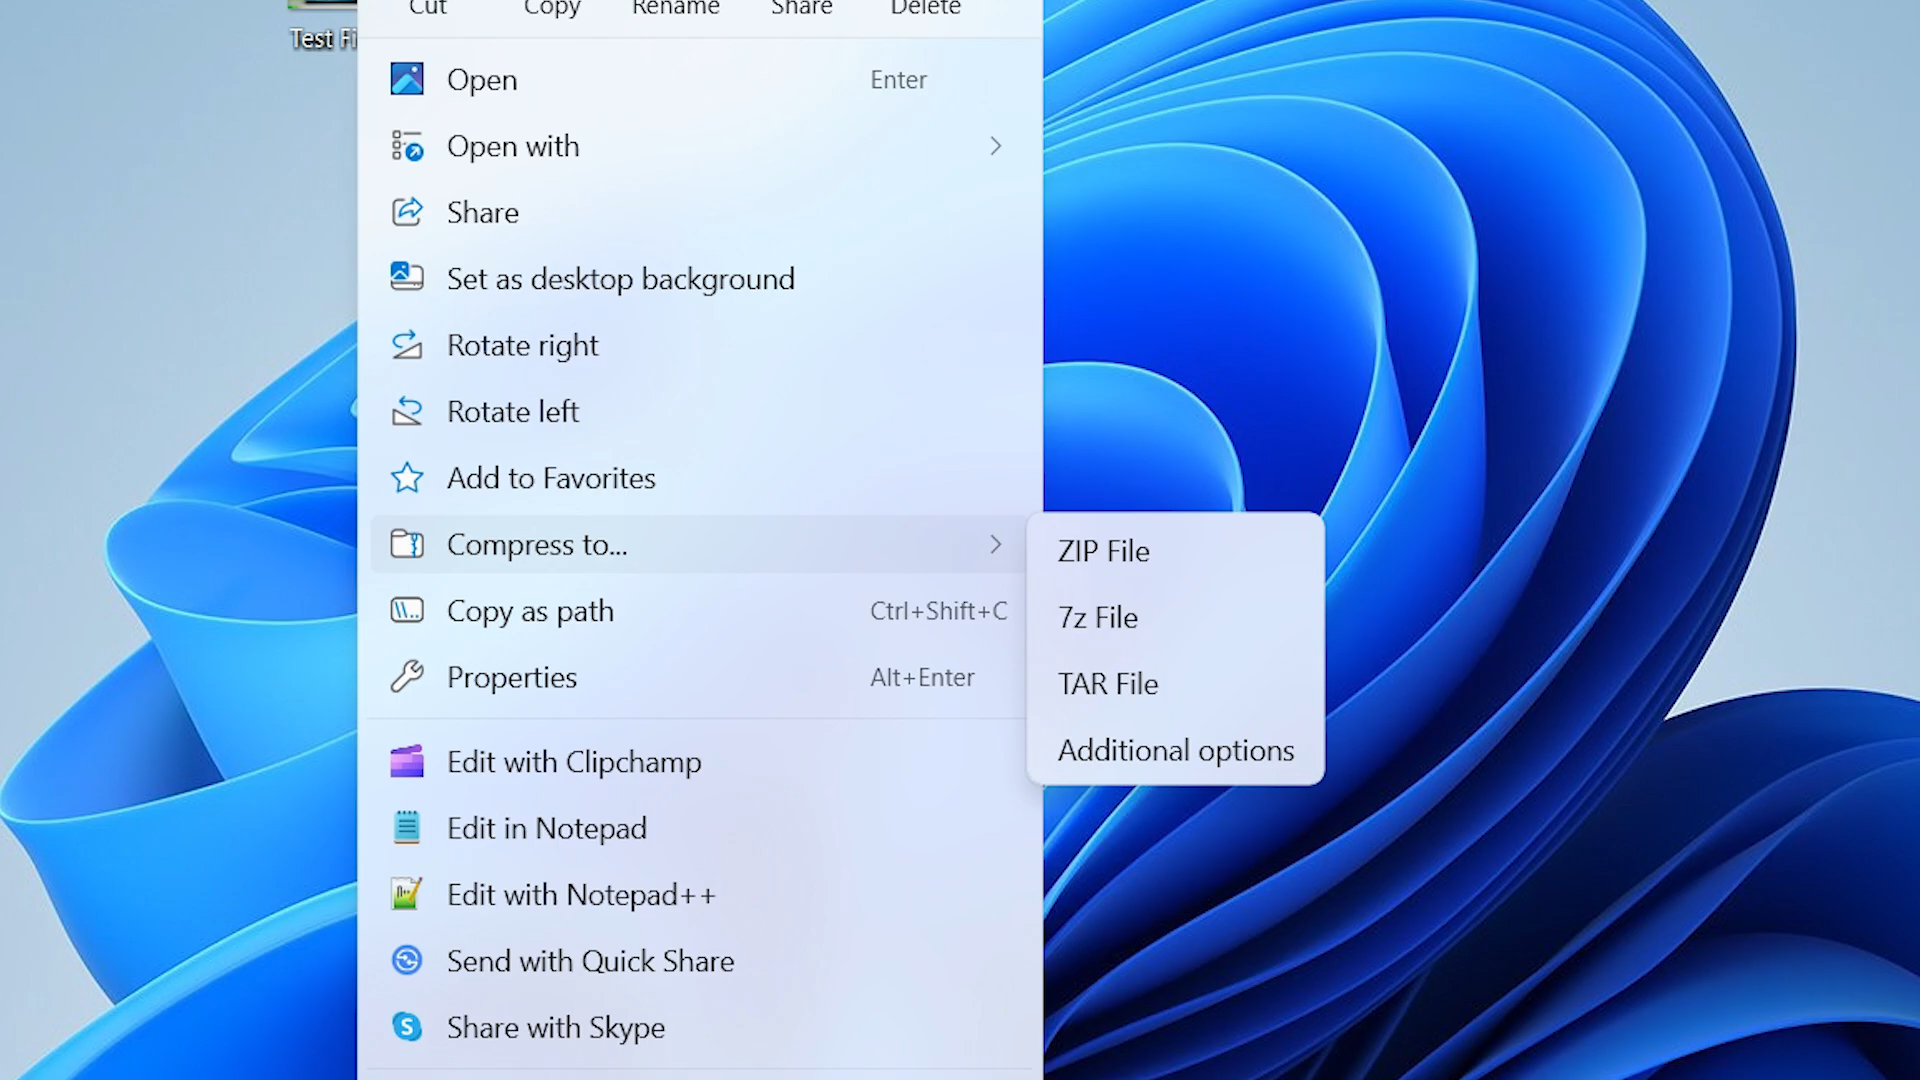 Cut Copy Rename Share Delete
Test Fi
Open Enter
Open with
Share
Set as desktop background
Rotate right
Rotate left
Add to Favorites
Compress to...
ZIP File
Copy as path Ctrl+Shift+C
7z File
Properties Alt+Enter
TAR File
Additional options
Edit with Clipchamp
Edit in Notepad
Edit with Notepad++
Send with Quick Share
Share with Skype